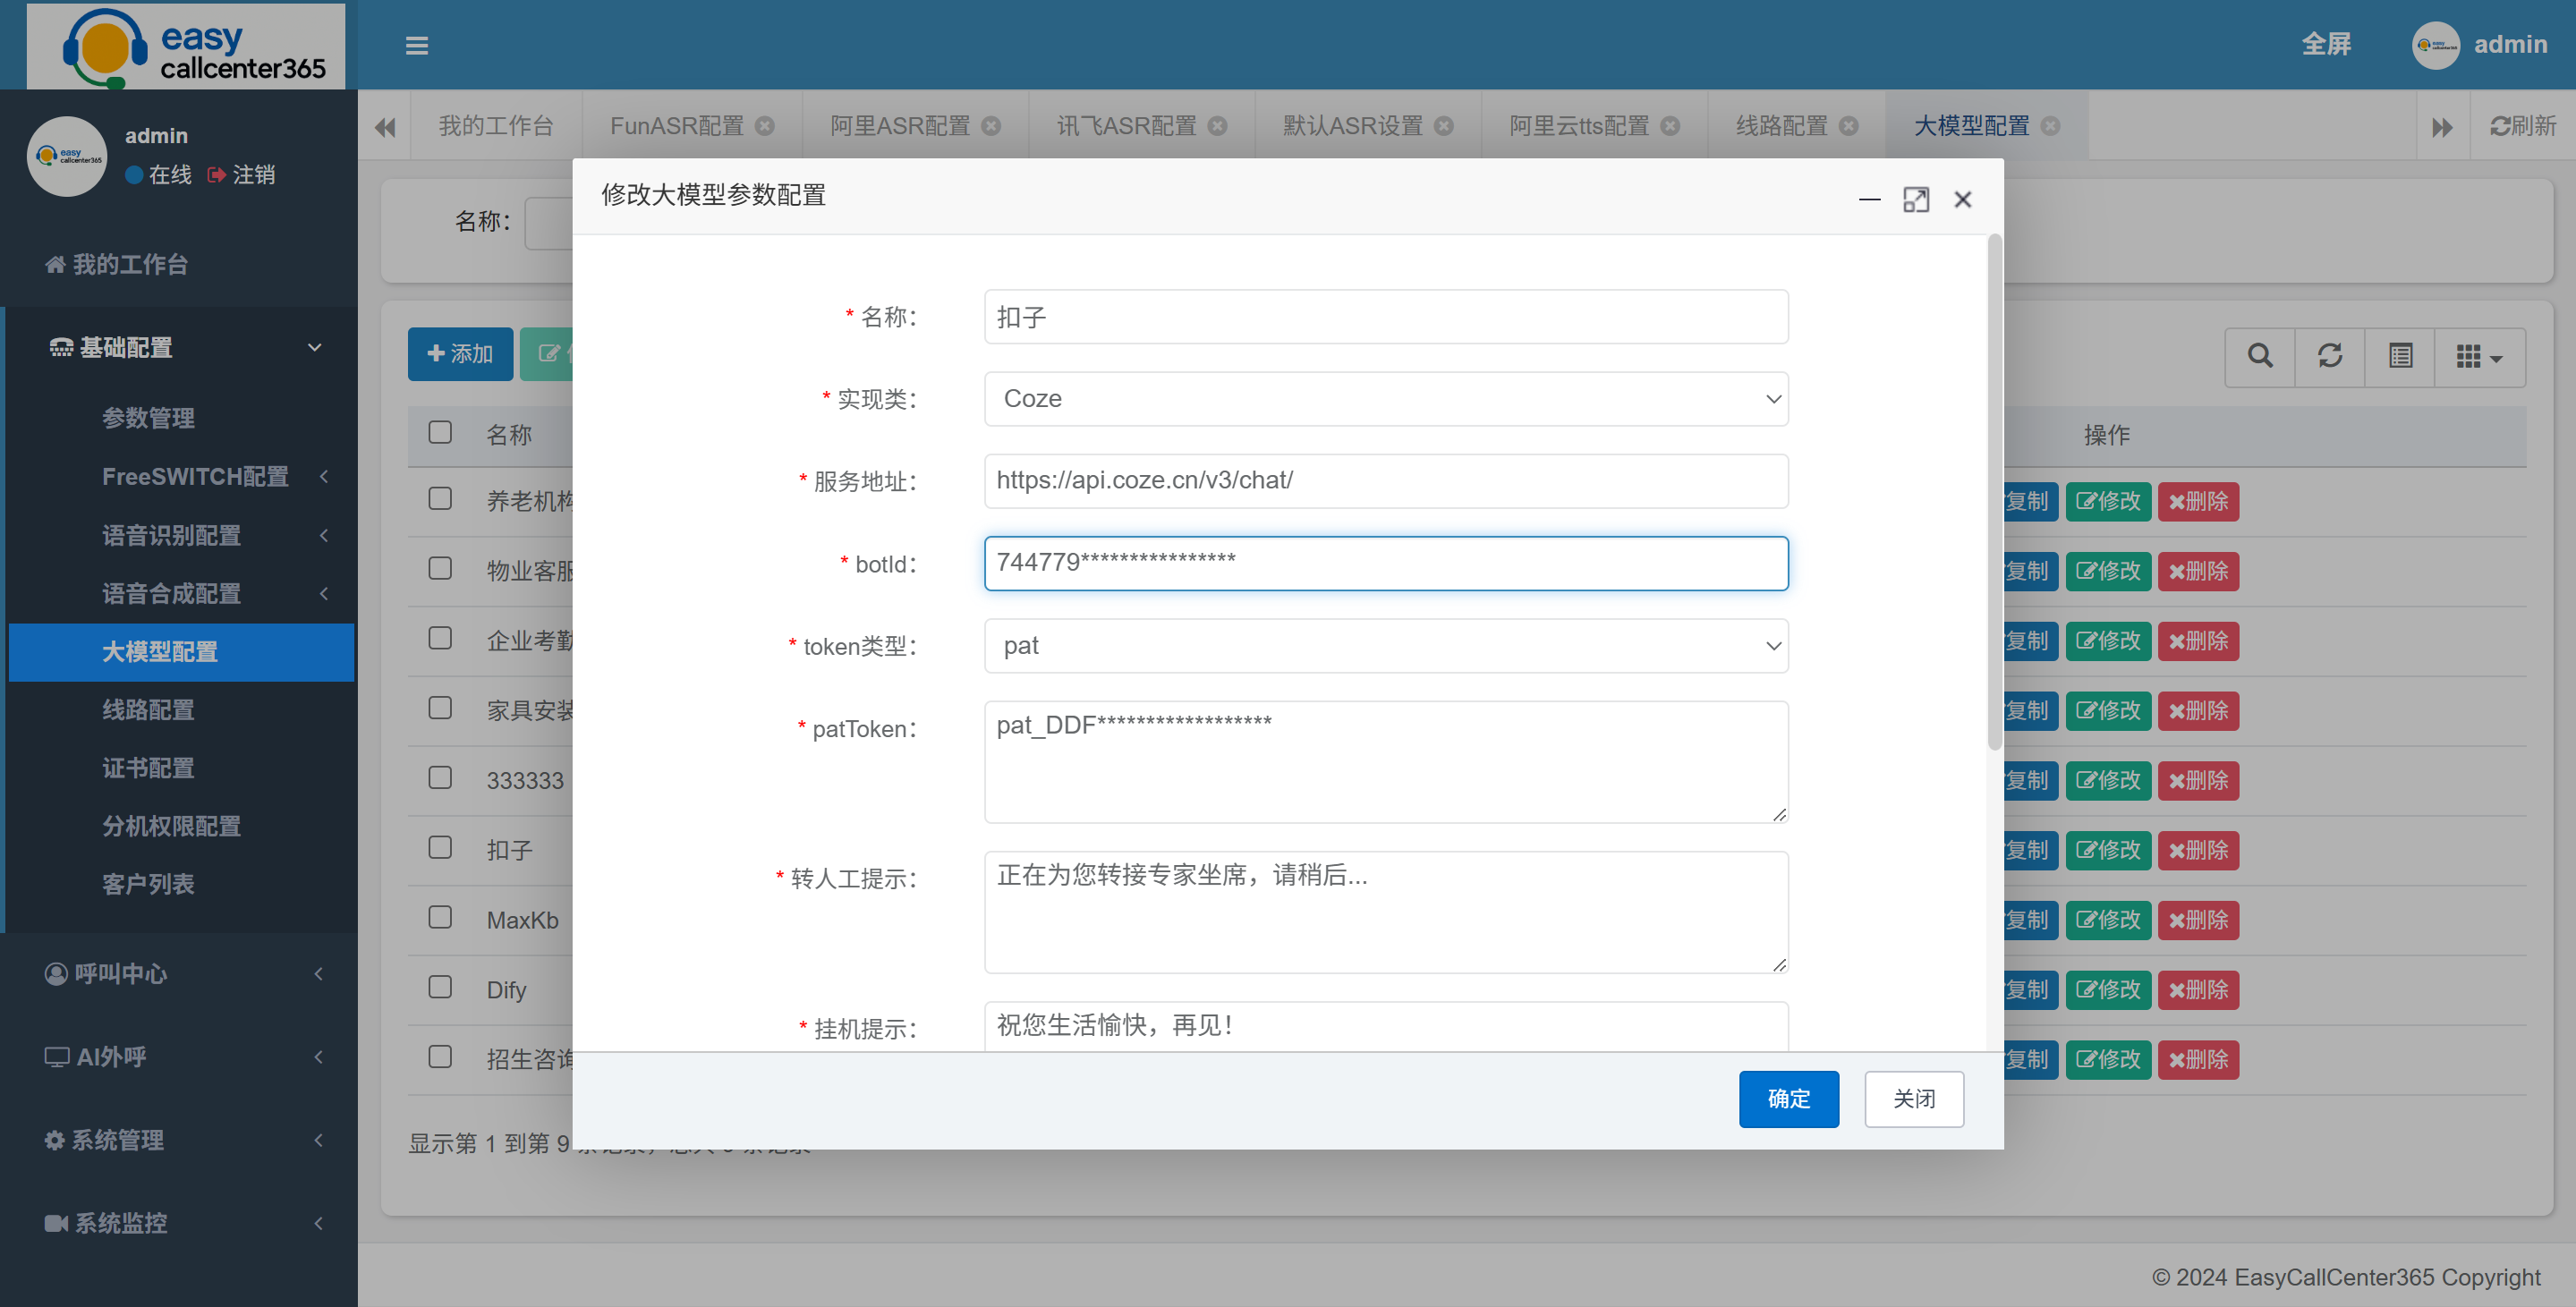 easy
callcenter365
全屏
admin
admin
在线 注销
我的工作台
基础配置
参数管理
FreeSWITCH配置
语音识别配置
语音合成配置
大模型配置
线路配置
证书配置
分机权限配置
客户列表
呼叫中心
AI外呼
系统管理
系统监控
我的工作台 FunASR配置 阿里ASR配置 讯飞ASR配置 默认ASR设置 阿里云tts配置 线路配置 大模型配置 刷新
名称：
添加
名称 操作
养老机构 复制 修改 删除
物业客服 复制 修改 删除
企业考勤 复制 修改 删除
家具安装 复制 修改 删除
333333 复制 修改 删除
扣子 复制 修改 删除
MaxKb 复制 修改 删除
Dify 复制 修改 删除
招生咨询 复制 修改 删除
显示第 1 到第 9
修改大模型参数配置
* 名称： 扣子
* 实现类： Coze
* 服务地址： https://api.coze.cn/v3/chat/
* botId： 744779****************
* token类型： pat
* patToken： pat_DDF******************
* 转人工提示： 正在为您转接专家坐席，请稍后...
* 挂机提示： 祝您生活愉快，再见！
确定 关闭
© 2024 EasyCallCenter365 Copyright